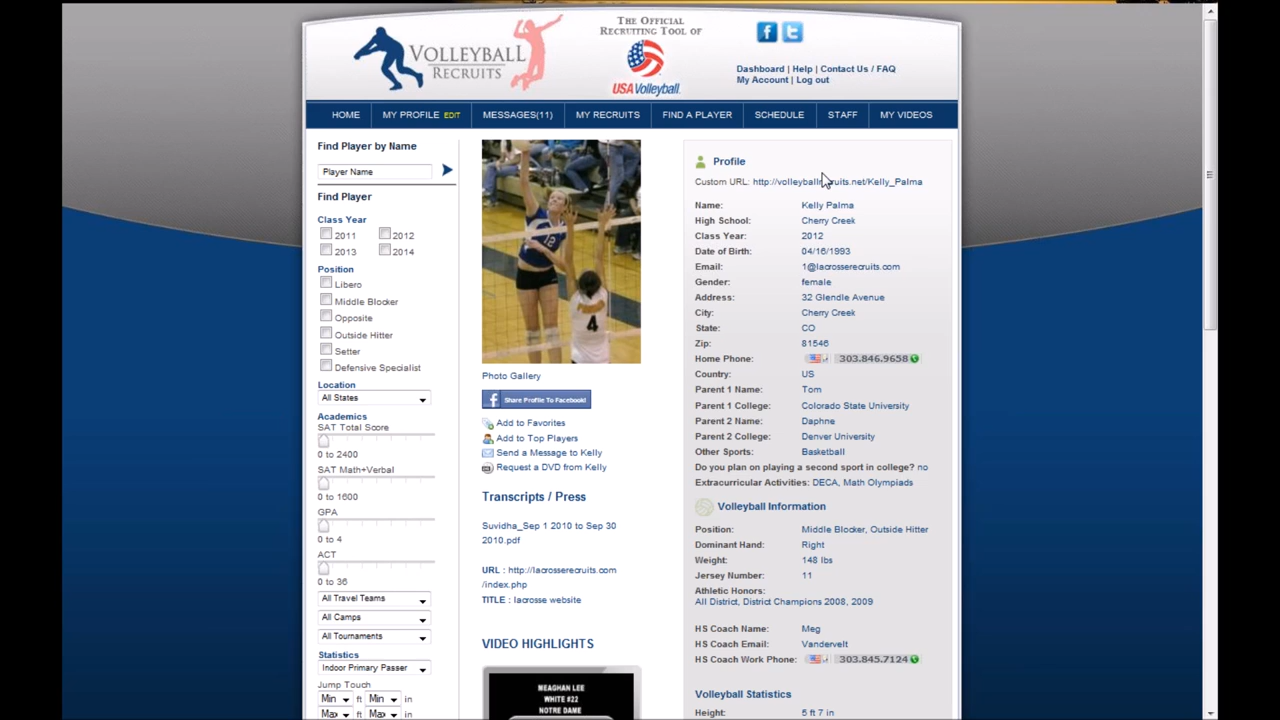 VOLLEYBALL
RECRUITS
THE OFFICIAL
RECRUITING TOOL OF
USAVolleyball.
Dashboard | Help | Contact Us / FAQ
My Account | Log out
HOME
MY PROFILE EDIT
MESSAGES(11)
MY RECRUITS
FIND A PLAYER
SCHEDULE
STAFF
MY VIDEOS
Find Player by Name
Player Name
Find Player
Class Year
2011 2012
2013 2014
Position
Libero
Middle Blocker
Opposite
Outside Hitter
Setter
Defensive Specialist
Location
All States
Academics
SAT Total Score
0 to 2400
SAT Math+Verbal
0 to 1600
GPA
0 to 4
ACT
0 to 36
All Travel Teams
All Camps
All Tournaments
Statistics
Indoor Primary Passer
Jump Touch
Min ft Min in
Max ft Max in
12
4
Photo Gallery
Share Profile To Facebook!
Add to Favorites
Add to Top Players
Send a Message to Kelly
Request a DVD from Kelly
Transcripts / Press
Suvidha_Sep 1 2010 to Sep 30
2010.pdf
URL : http://lacrosserecruits.com
/index.php
TITLE : lacrosse website
VIDEO HIGHLIGHTS
MEAGHAN LEE
WHITE #22
NOTRE DAME
Profile
Custom URL: http://volleyballrecruits.net/Kelly_Palma
Name: Kelly Palma
High School: Cherry Creek
Class Year: 2012
Date of Birth: 04/16/1993
Email: 1@lacrosserecruits.com
Gender: female
Address: 32 Glendle Avenue
City: Cherry Creek
State: CO
Zip: 81546
Home Phone: 303.846.9658
Country: US
Parent 1 Name: Tom
Parent 1 College: Colorado State University
Parent 2 Name: Daphne
Parent 2 College: Denver University
Other Sports: Basketball
Do you plan on playing a second sport in college? no
Extracurricular Activities: DECA, Math Olympiads
Volleyball Information
Position: Middle Blocker, Outside Hitter
Dominant Hand: Right
Weight: 148 lbs
Jersey Number: 11
Athletic Honors:
All District, District Champions 2008, 2009
HS Coach Name: Meg
HS Coach Email: Vandervelt
HS Coach Work Phone: 303.845.7124
Volleyball Statistics
Height: 5 ft 7 in